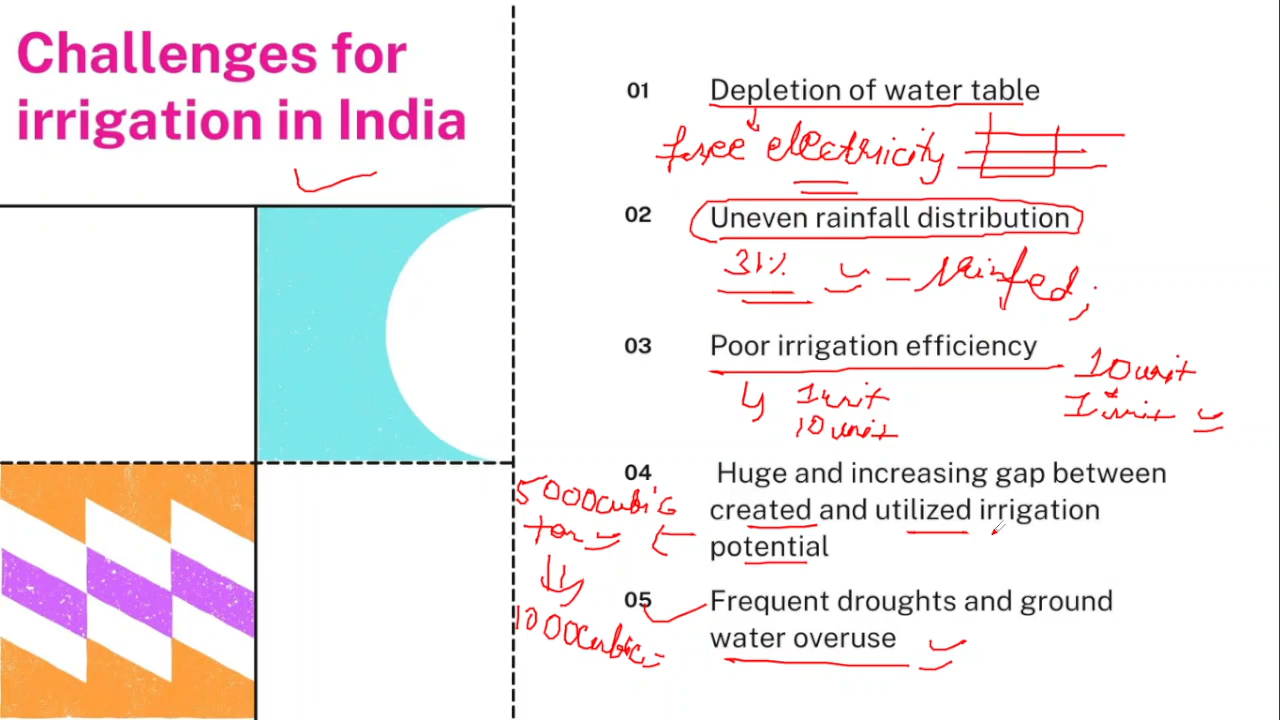 Challenges for
irrigation in India
01 Depletion of water table
free electricity
02 Uneven rainfall distribution
31% – Rainfed;
03 Poor irrigation efficiency
10 unit
1 unit
1 unit
10 unit
04 Huge and increasing gap between
created and utilized irrigation
potential
5000 cubic
ton
1000 cubic
05 Frequent droughts and ground
water overuse